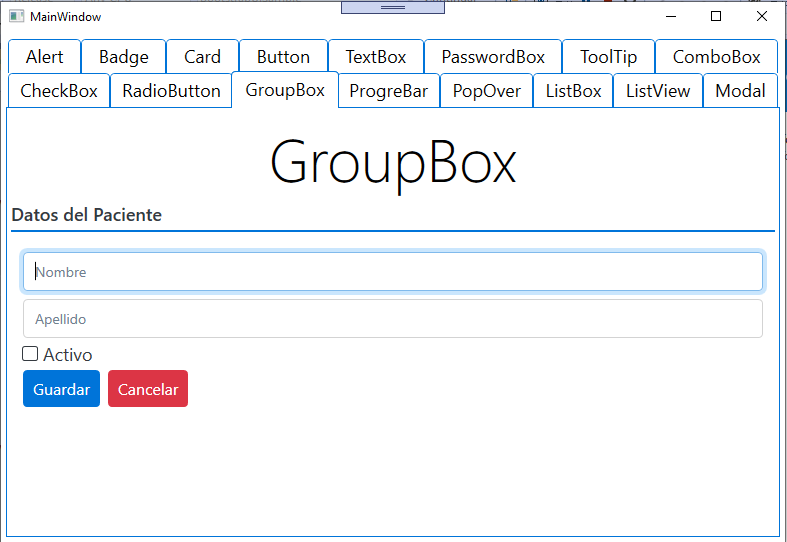 MainWindow
Alert Badge Card Button TextBox PasswordBox ToolTip ComboBox
CheckBox RadioButton GroupBox ProgreBar PopOver ListBox ListView Modal
GroupBox
Datos del Paciente
Nombre
Apellido
Activo
Guardar Cancelar